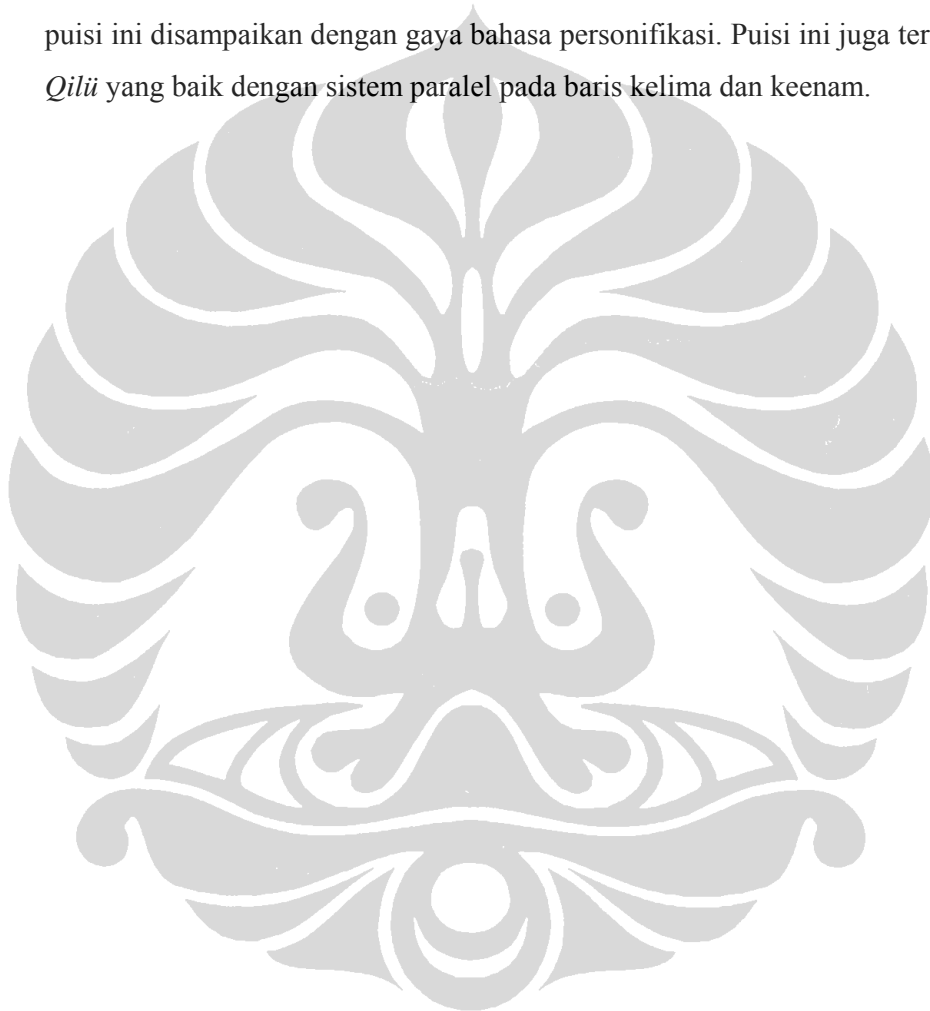 puisi ini disampaikan dengan gaya bahasa personifikasi. Puisi ini juga ter
Qilü yang baik dengan sistem paralel pada baris kelima dan keenam.